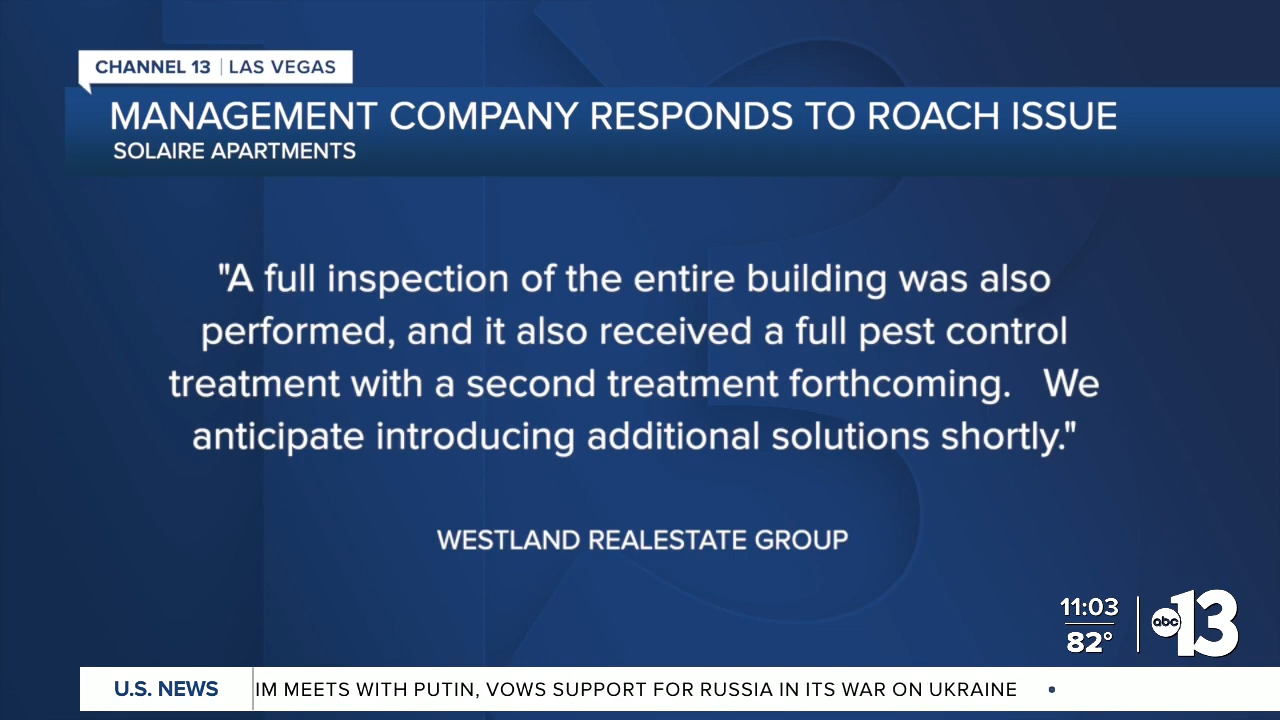 CHANNEL 13 | LAS VEGAS
MANAGEMENT COMPANY RESPONDS TO ROACH ISSUE
SOLAIRE APARTMENTS
"A full inspection of the entire building was also
performed, and it also received a full pest control
treatment with a second treatment forthcoming.   We
anticipate introducing additional solutions shortly."
WESTLAND REALESTATE GROUP
11:03
82°
abc 13
U.S. NEWS
IM MEETS WITH PUTIN, VOWS SUPPORT FOR RUSSIA IN ITS WAR ON UKRAINE •